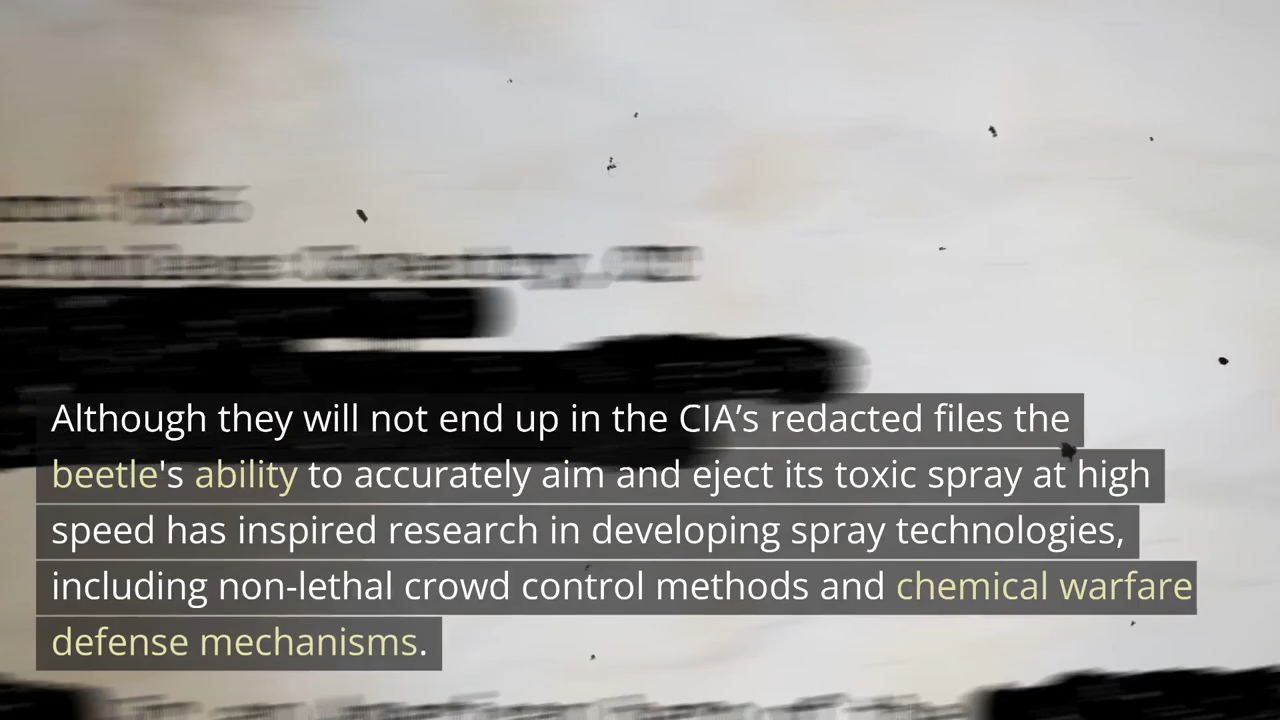 Although they will not end up in the CIA’s redacted files the
beetle's ability to accurately aim and eject its toxic spray at high
speed has inspired research in developing spray technologies,
including non-lethal crowd control methods and chemical warfare
defense mechanisms.